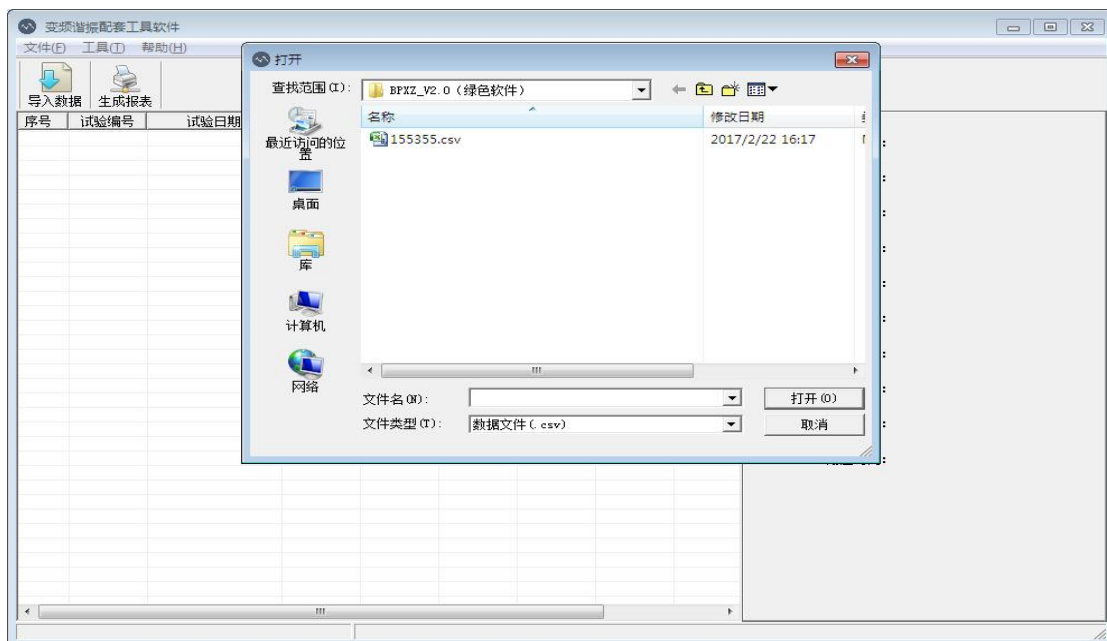 变频谐振配套工具软件
文件(F) 工具(T) 帮助(H)
导入数据 生成报表
序号 试验编号 试验日期
打开
查找范围(I): BPXZ_V2.0（绿色软件）
名称 修改日期
155355.csv 2017/2/22 16:17
最近访问的位置
桌面
库
计算机
网络
文件名(N): 打开(O)
文件类型(T): 数据文件(.csv) 取消